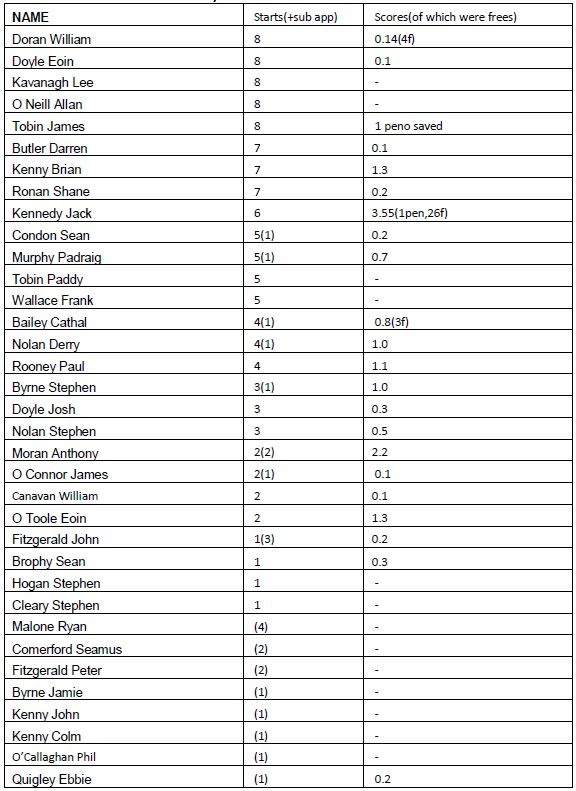 NAME Starts(+sub app) Scores(of which were frees)
Doran William 8 0.14(4f)
Doyle Eoin 8 0.1
Kavanagh Lee 8 -
O Neill Allan 8 -
Tobin James 8 1 peno saved
Butler Darren 7 0.1
Kenny Brian 7 1.3
Ronan Shane 7 0.2
Kennedy Jack 6 3.55(1pen,26f)
Condon Sean 5(1) 0.2
Murphy Padraig 5(1) 0.7
Tobin Paddy 5 -
Wallace Frank 5 -
Bailey Cathal 4(1) 0.8(3f)
Nolan Derry 4(1) 1.0
Rooney Paul 4 1.1
Byrne Stephen 3(1) 1.0
Doyle Josh 3 0.3
Nolan Stephen 3 0.5
Moran Anthony 2(2) 2.2
O Connor James 2(1) 0.1
Canavan William 2 0.1
O Toole Eoin 2 1.3
Fitzgerald John 1(3) 0.2
Brophy Sean 1 0.3
Hogan Stephen 1 -
Cleary Stephen 1 -
Malone Ryan (4) -
Comerford Seamus (2) -
Fitzgerald Peter (2) -
Byrne Jamie (1) -
Kenny John (1) -
Kenny Colm (1) -
O’Callaghan Phil (1) -
Quigley Ebbie (1) 0.2